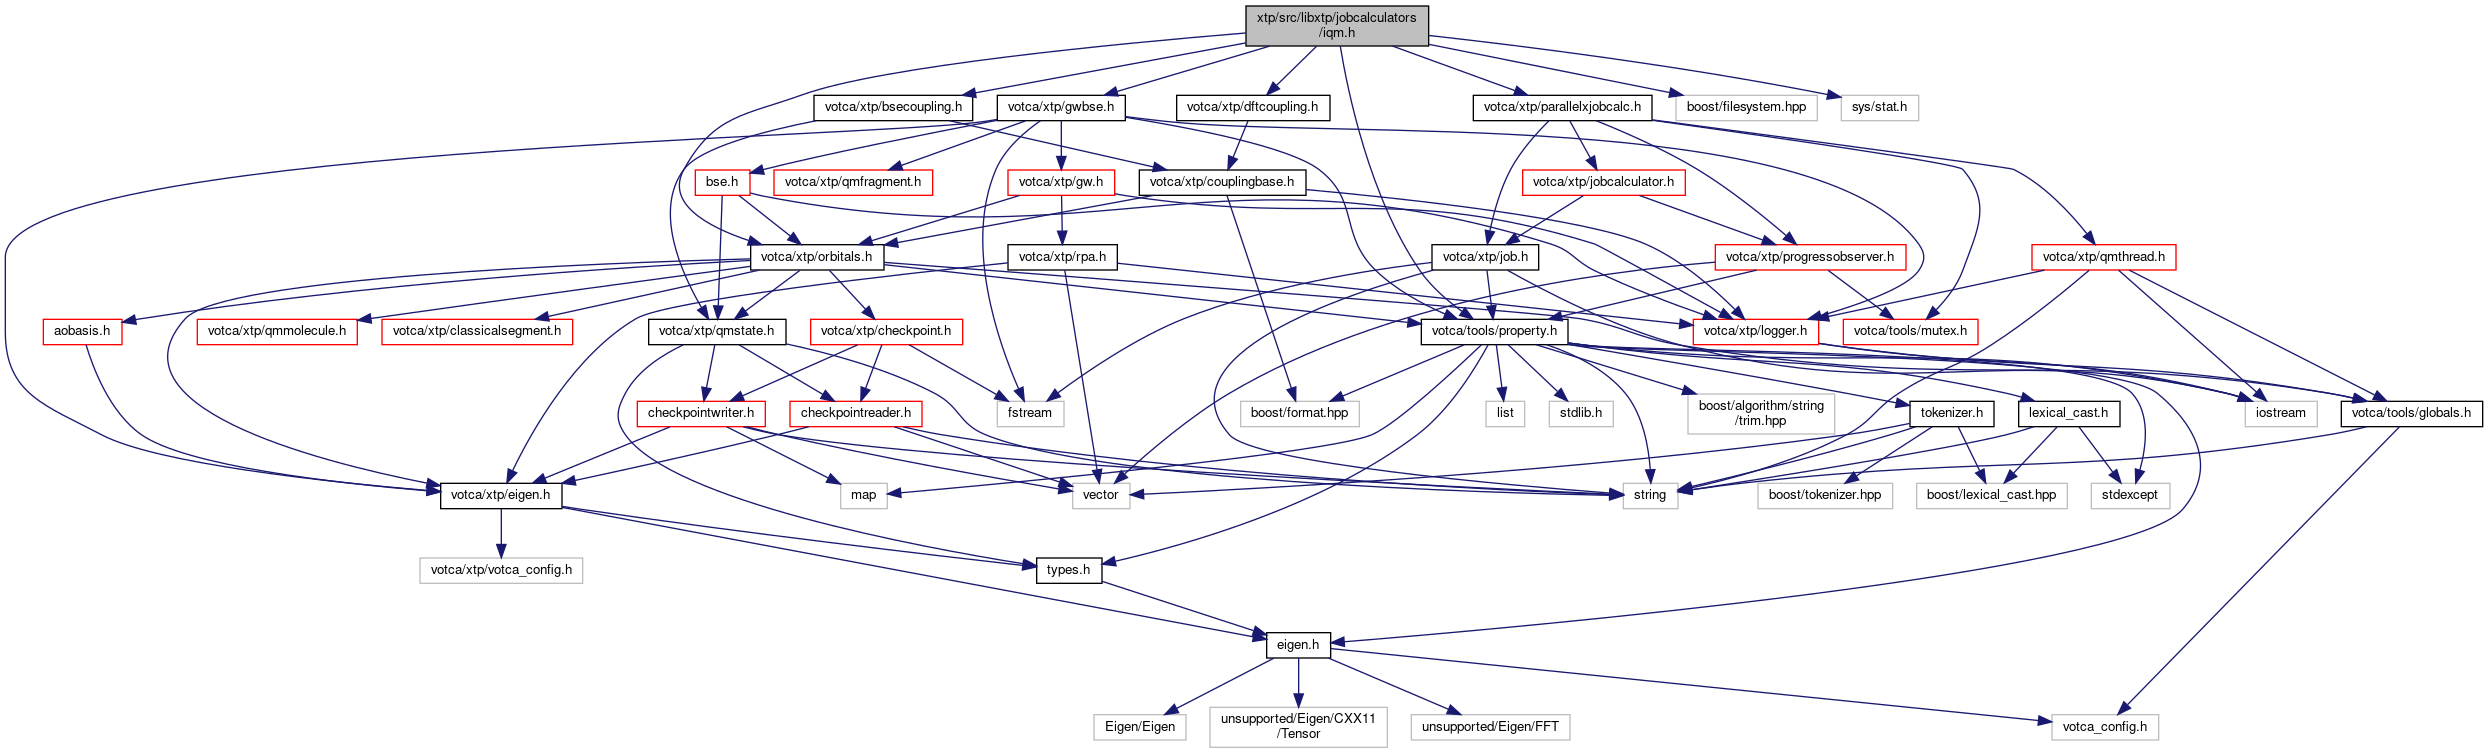 xtp/src/libxtp/jobcalculators
/iqm.h
votca/xtp/bsecoupling.h
votca/xtp/gwbse.h
votca/xtp/dftcoupling.h
votca/xtp/parallelxjobcalc.h
boost/filesystem.hpp
sys/stat.h
bse.h
votca/xtp/qmfragment.h
votca/xtp/gw.h
votca/xtp/couplingbase.h
votca/xtp/jobcalculator.h
votca/xtp/orbitals.h
votca/xtp/rpa.h
votca/xtp/job.h
votca/xtp/progressobserver.h
votca/xtp/qmthread.h
aobasis.h
votca/xtp/qmmolecule.h
votca/xtp/classicalsegment.h
votca/xtp/qmstate.h
votca/xtp/checkpoint.h
votca/tools/property.h
votca/xtp/logger.h
votca/tools/mutex.h
checkpointwriter.h
checkpointreader.h
fstream
boost/format.hpp
list
stdlib.h
boost/algorithm/string
/trim.hpp
tokenizer.h
lexical_cast.h
iostream
votca/tools/globals.h
votca/xtp/eigen.h
map
vector
string
boost/tokenizer.hpp
boost/lexical_cast.hpp
stdexcept
votca/xtp/votca_config.h
types.h
eigen.h
Eigen/Eigen
unsupported/Eigen/CXX11
/Tensor
unsupported/Eigen/FFT
votca_config.h